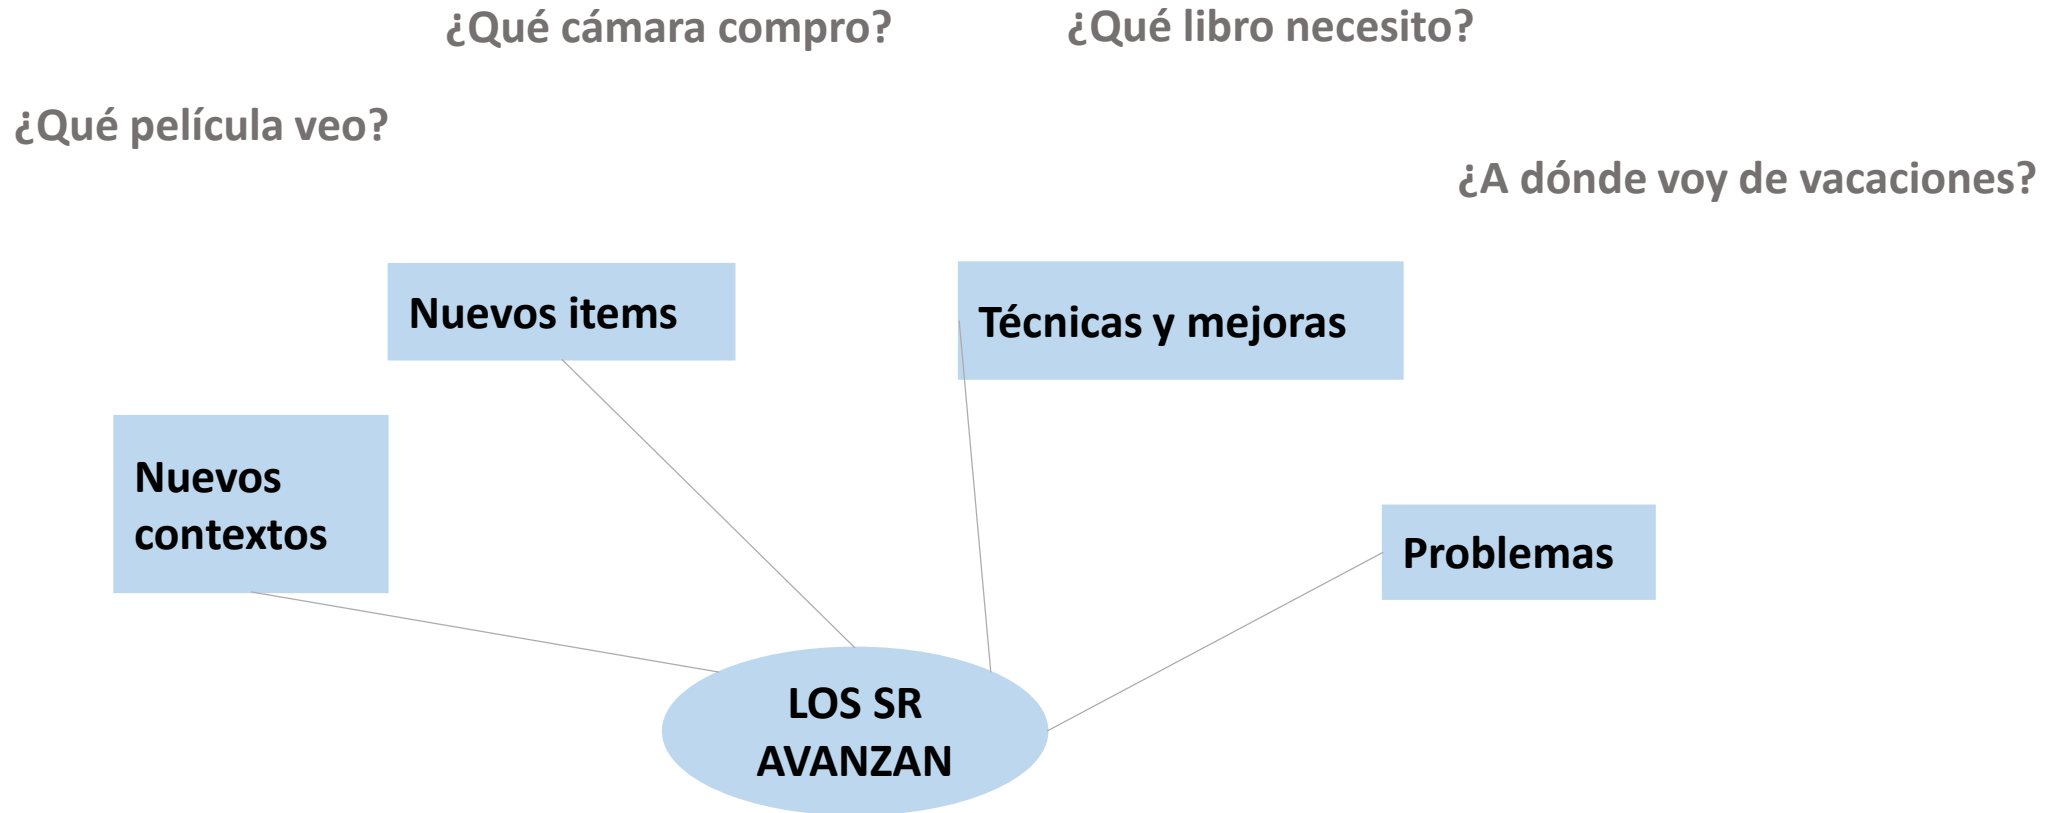 ¿Qué cámara compro?
¿Qué libro necesito?
¿Qué película veo?
¿A dónde voy de vacaciones?
Nuevos items
Técnicas y mejoras
Nuevos
contextos
Problemas
LOS SR
AVANZAN